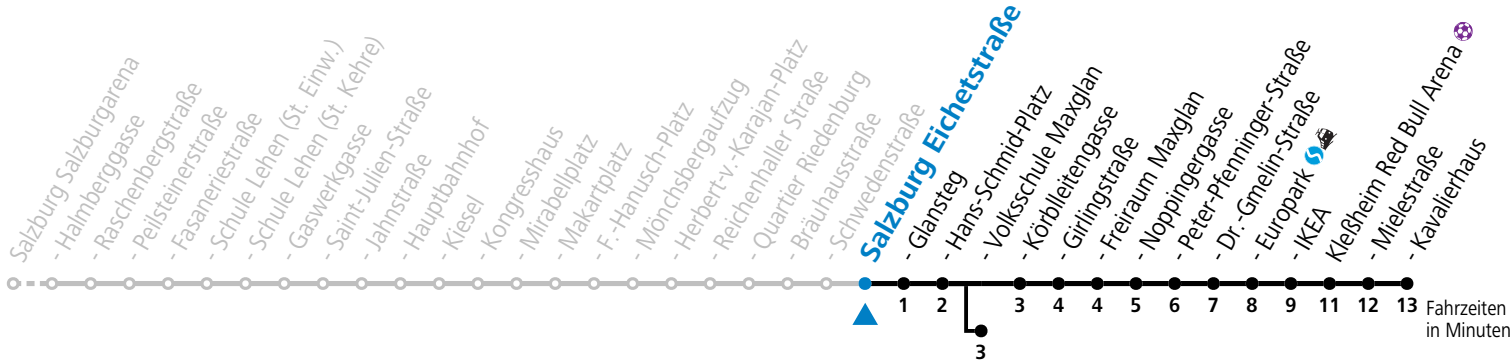 Salzburg Salzburgarena
- Halmberggasse
- Raschenbergstraße
- Peilsteinerstraße
- Fasaneriestraße
- Schule Lehen (St. Einw.)
- Schule Lehen (St. Kehre)
- Gaswerkgasse
- Saint-Julien-Straße
- Jahnstraße
- Hauptbahnhof
- Kiesel
- Kongresshaus
- Mirabellplatz
- Makartplatz
- F.-Hanusch-Platz
- Mönchsbergaufzug
- Herbert-v.-Karajan-Platz
- Reichenhaller Straße
- Quartier Riedenburg
- Bräuhausstraße
- Schwedenstraße
Salzburg Eichetstraße
- Glansteg
- Hans-Schmid-Platz
- Volksschule Maxglan
- Körblleitengasse
- Girlingstraße
- Freiraum Maxglan
- Noppingergasse
- Peter-Pfenninger-Straße
- Dr.-Gmelin-Straße
- Europark
- IKEA
Kleßheim Red Bull Arena
- Mielestraße
- Kavalierhaus
1 2 3 4 4 5 6 7 8 9 11 12 13 Fahrzeiten
in Minuten
3